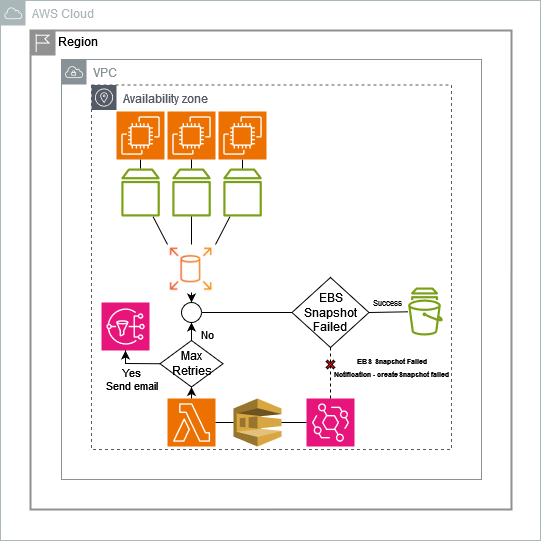 AWS Cloud
Region
VPC
Availability zone
EBS
Snapshot
Failed
Success
No
Max
Retries
Yes
Send email
EBS Snapshot Failed
Notification - create Snapshot failed